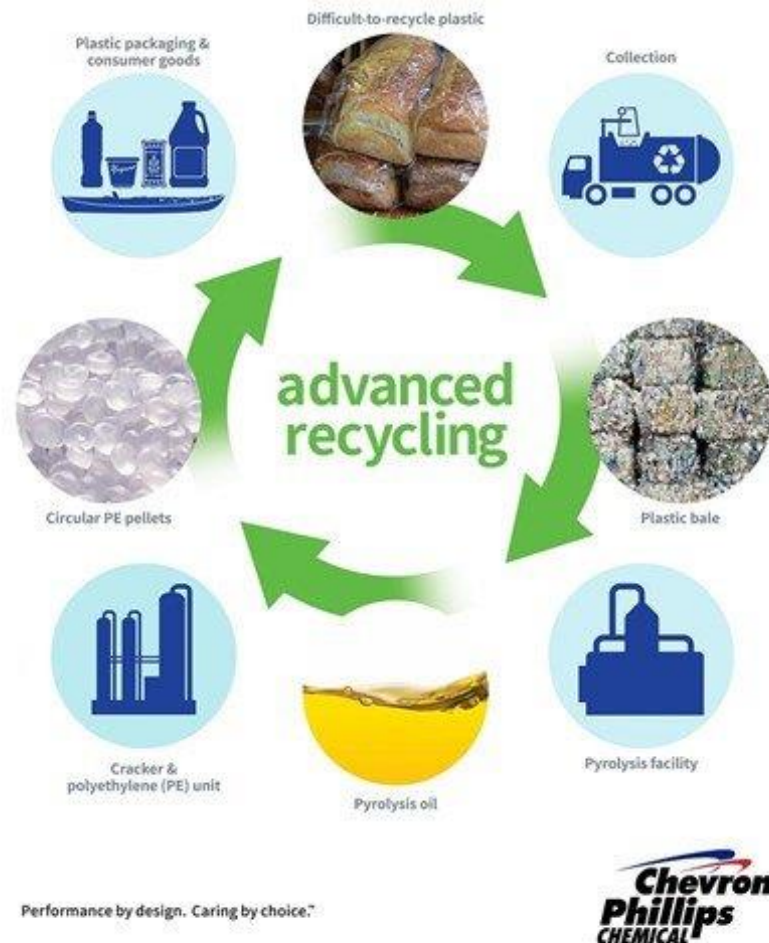 Difficult-to-recycle plastic
Plastic packaging &
consumer goods
Collection
advanced
recycling
Circular PE pellets
Plastic bale
Cracker &
polyethylene (PE) unit
Pyrolysis oil
Pyrolysis facility
Performance by design. Caring by choice.™
Chevron
Phillips
CHEMICAL